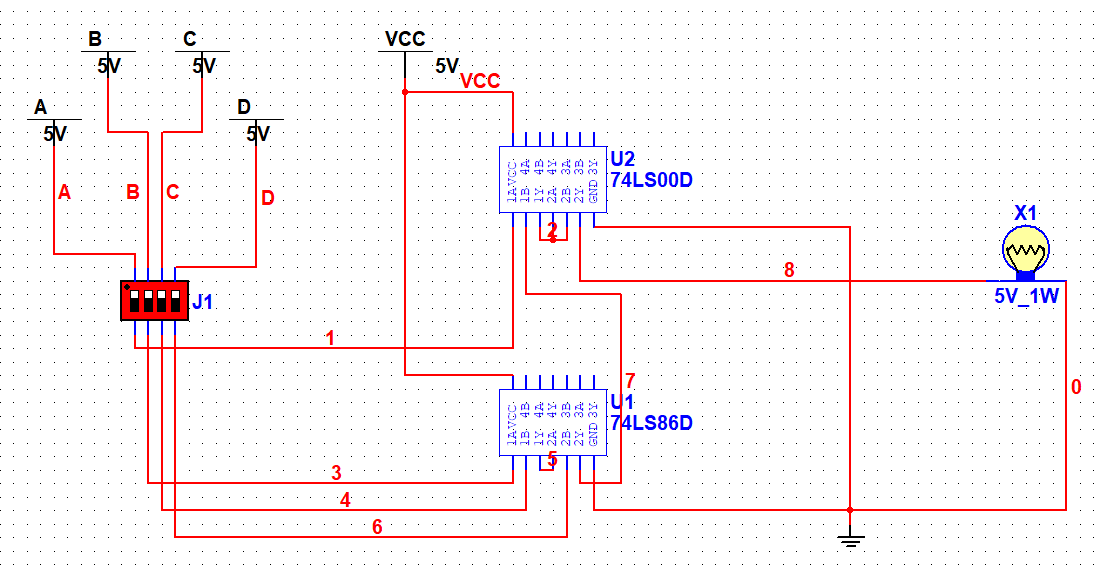 B
C
VCC
5V
5V
5V
VCC
A
D
5V
5V
A
B
C
D
VCC 4A 4B 4Y 3A 3B 3Y
1A 1B 1Y 2A 2B 2Y GND
U2
74LS00D
2
X1
8
5V_1W
J1
1
7
0
VCC 4B 4A 4Y 3B 3A 3Y
1A 1B 1Y 2A 2B 2Y GND
U1
74LS86D
5
3
4
6